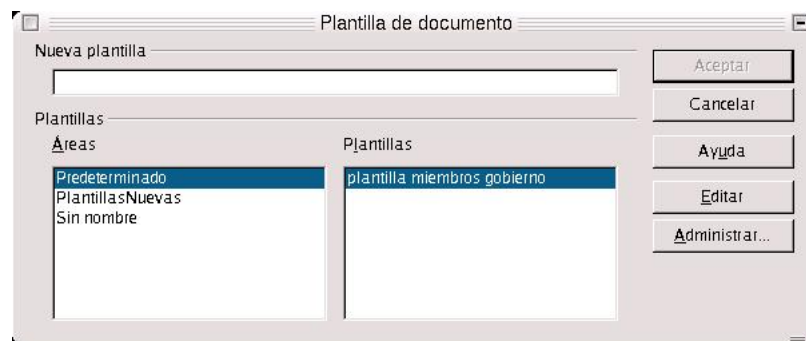 Plantilla de documento
Nueva plantilla
Aceptar
Cancelar
Plantillas
Áreas
Plantillas
Ayuda
Predeterminado
plantilla miembros gobierno
PlantillasNuevas
Editar
Sin nombre
Administrar...